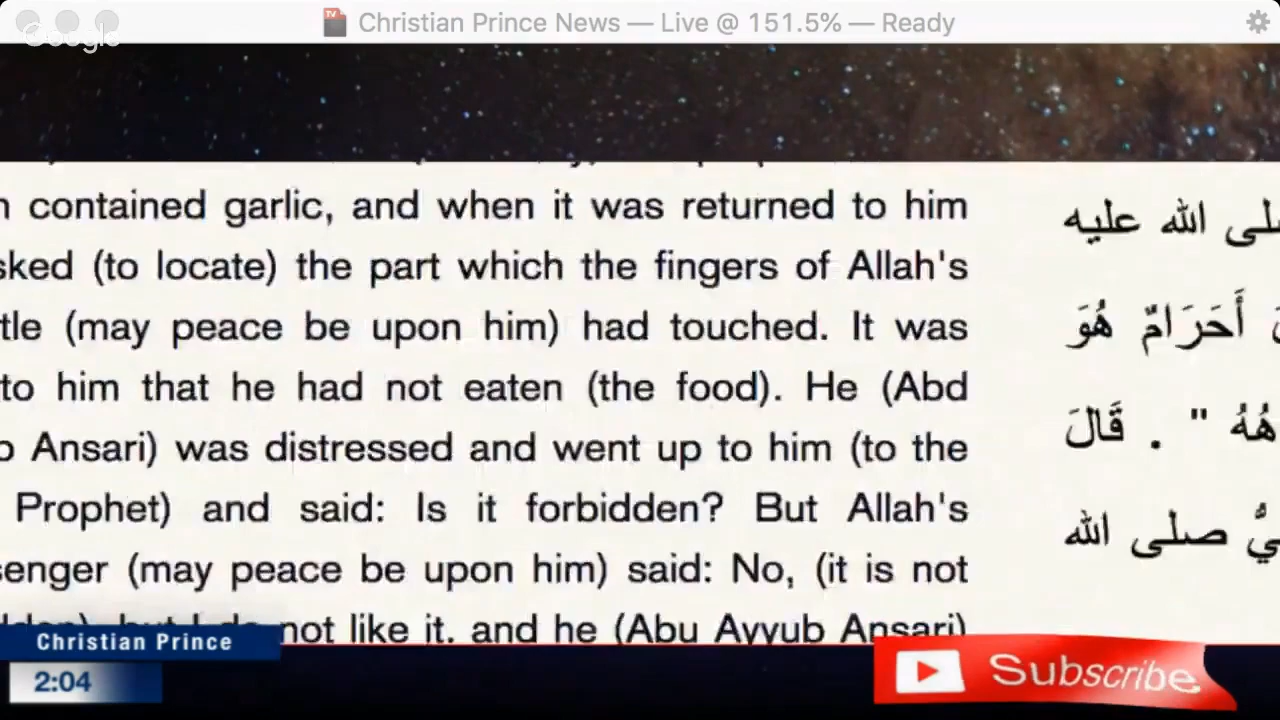 Google
Christian Prince News — Live @ 151.5% — Ready
contained garlic, and when it was returned to him
sked (to locate) the part which the fingers of Allah's
tle (may peace be upon him) had touched. It was
to him that he had not eaten (the food). He (Abd
Ansari) was distressed and went up to him (to the
Prophet) and said: Is it forbidden? But Allah's
senger (may peace be upon him) said: No, (it is not
but I do not like it. and he (Abu Ayyub Ansari)
لى الله عليه
أَحَرَامٌ هُوَ
هُهُ " . قَالَ
يُّ صلى الله
Christian Prince
2:04
Subscribe